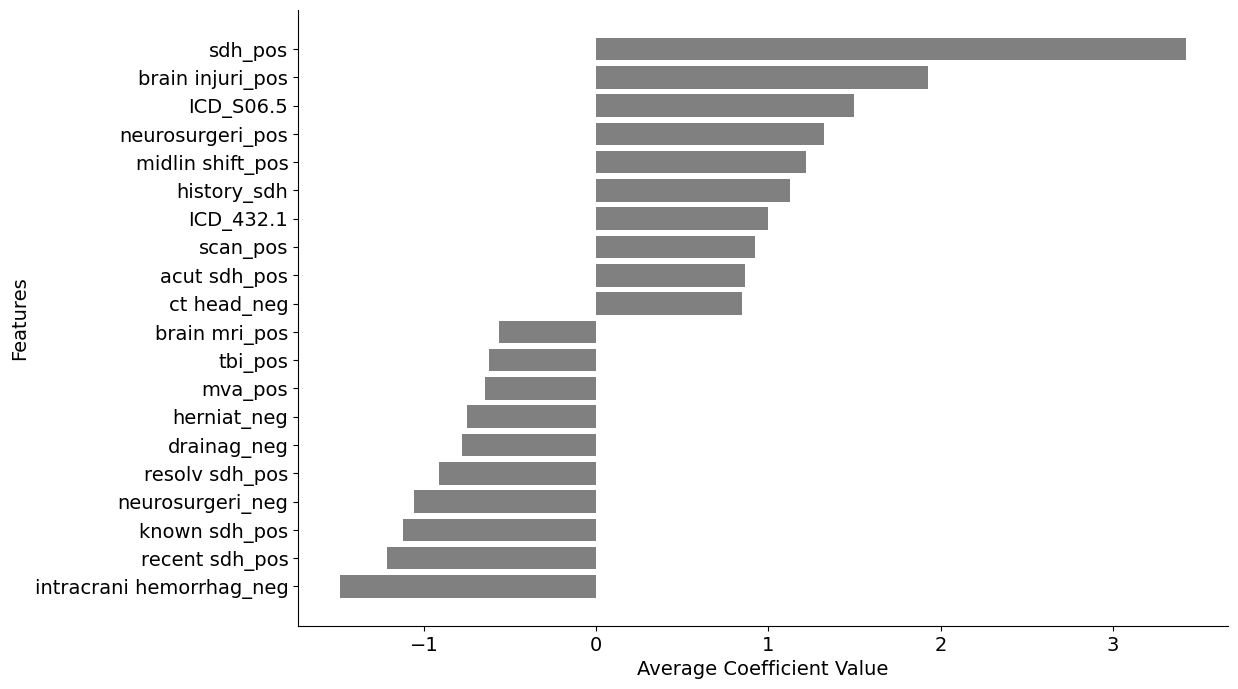 sdh_pos
brain injuri_pos
ICD_S06.5
neurosurgeri_pos
midlin shift_pos
history_sdh
ICD_432.1
scan_pos
acut sdh_pos
ct head_neg
brain mri_pos
tbi_pos
mva_pos
herniat_neg
drainag_neg
resolv sdh_pos
neurosurgeri_neg
known sdh_pos
recent sdh_pos
intracrani hemorrhag_neg
Features
−1 0 1 2 3
Average Coefficient Value